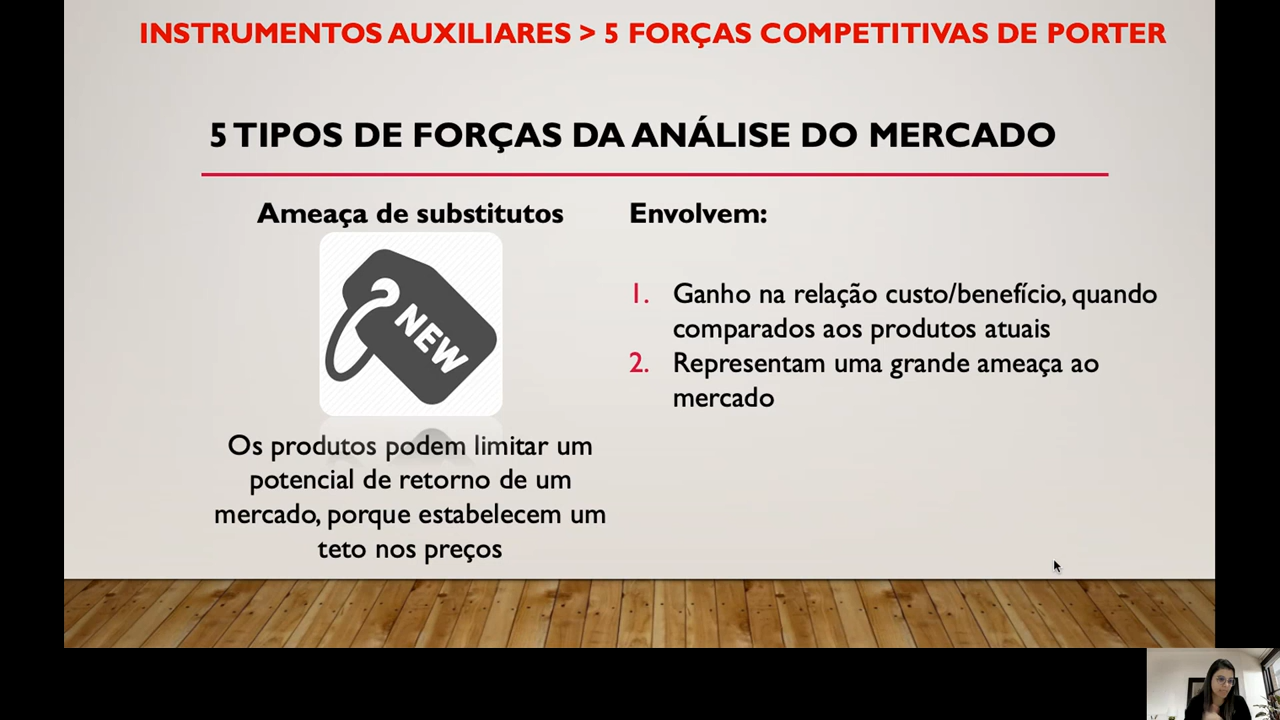 INSTRUMENTOS AUXILIARES > 5 FORÇAS COMPETITIVAS DE PORTER
5 TIPOS DE FORÇAS DA ANÁLISE DO MERCADO
Ameaça de substitutos
NEW
Os produtos podem limitar um
potencial de retorno de um
mercado, porque estabelecem um
teto nos preços
Envolvem:
1. Ganho na relação custo/benefício, quando
comparados aos produtos atuais
2. Representam uma grande ameaça ao
mercado